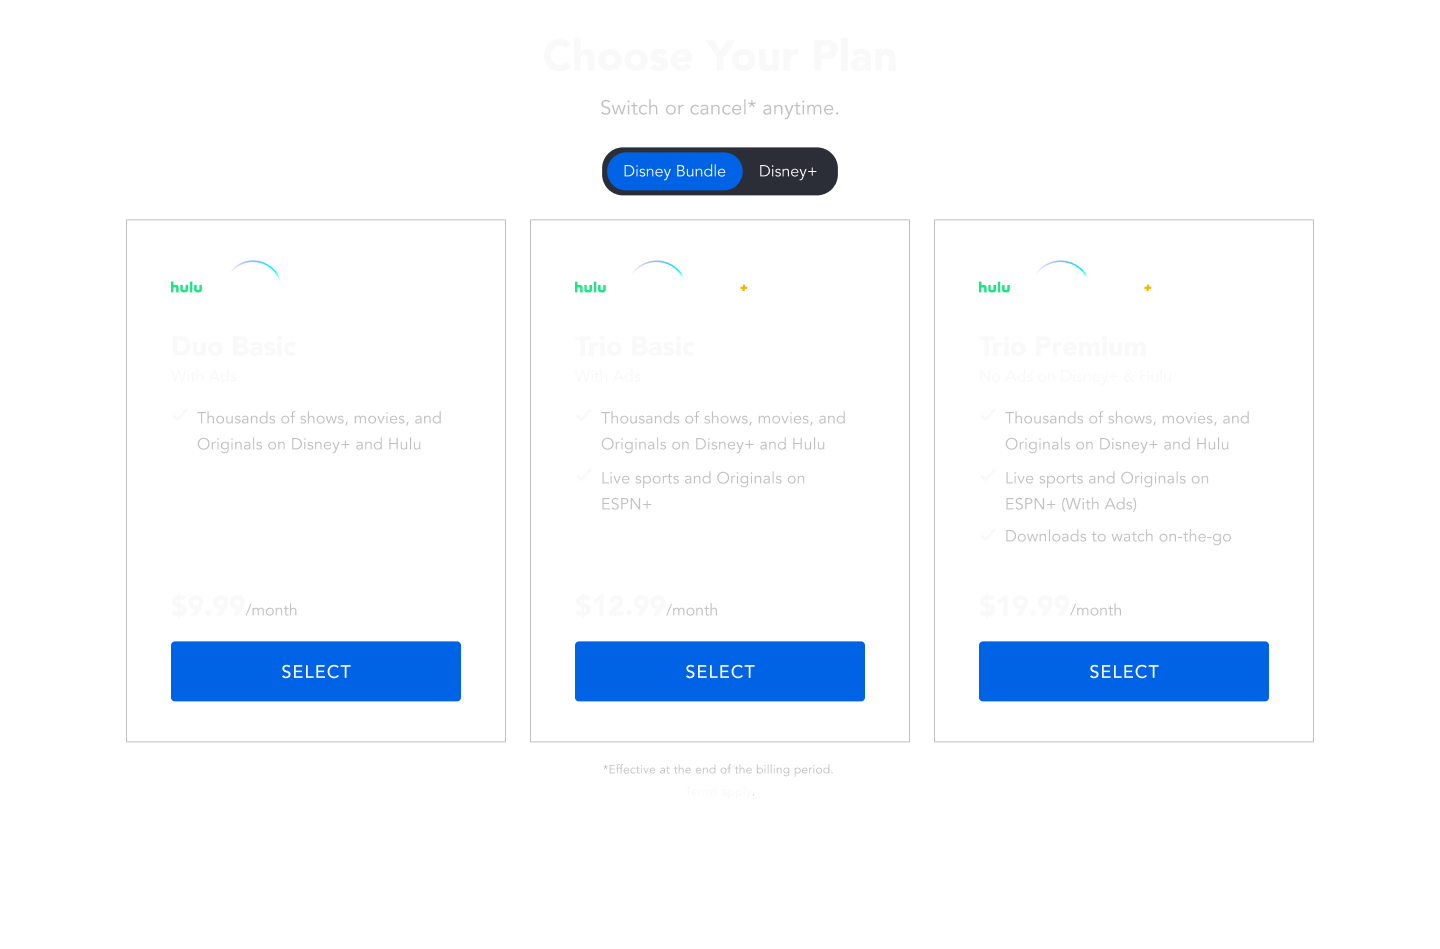 Choose Your Plan
Switch or cancel* anytime.
Disney Bundle Disney+
hulu
Duo Basic
With Ads
Thousands of shows, movies, and
Originals on Disney+ and Hulu
$9.99/month
SELECT
hulu +
Trio Basic
With Ads
Thousands of shows, movies, and
Originals on Disney+ and Hulu
Live sports and Originals on
ESPN+
$12.99/month
SELECT
hulu +
Trio Premium
No Ads on Disney+ & Hulu
Thousands of shows, movies, and
Originals on Disney+ and Hulu
Live sports and Originals on
ESPN+ (With Ads)
Downloads to watch on-the-go
$19.99/month
SELECT
*Effective at the end of the billing period.
Terms apply.